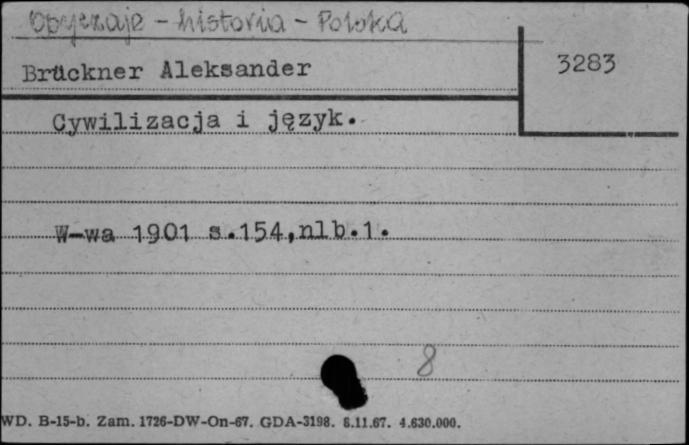 Obyczaje - historia - Polska
Brückner Aleksander
3283
Cywilizacja i język.
W-wa 1901 s.154,nlb.1.
8
WD. B-15-b. Zam. 1726-DW-On-67. GDA-3198. 8.11.67. 4.630.000.